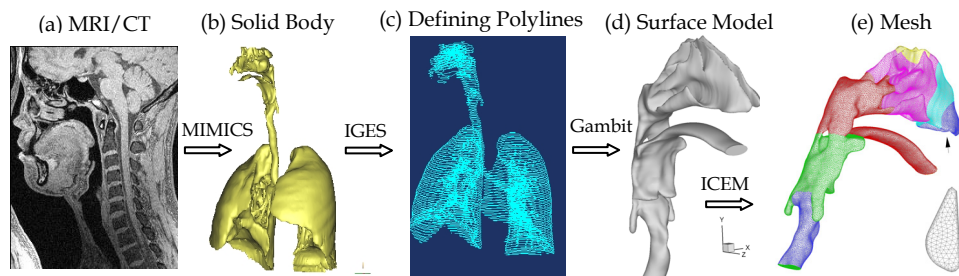 (a) MRI/CT
(b) Solid Body
(c) Defining Polylines
(d) Surface Model
(e) Mesh
MIMICS
IGES
Gambit
ICEM
Y
X
Z